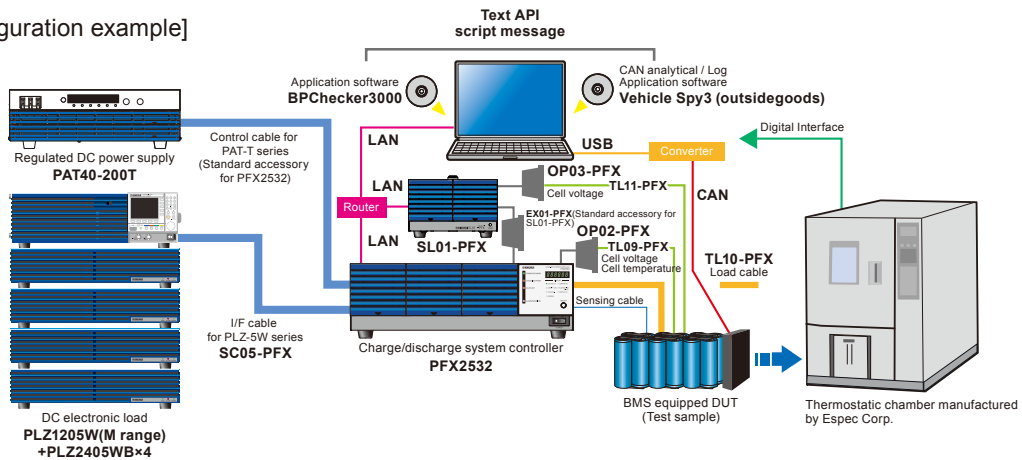 guration example]
Text API
script message
Application software
BPChecker3000
CAN analytical / Log
Application software
Vehicle Spy3 (outsidegoods)
Regulated DC power supply
PAT40-200T
Control cable for
PAT-T series
(Standard accessory
for PFX2532)
LAN
USB
Converter
Digital Interface
LAN
Router
LAN
SL01-PFX
OP03-PFX
Cell voltage
TL11-PFX
CAN
EX01-PFX(Standard accessory for
SL01-PFX)
OP02-PFX
TL09-PFX
Cell voltage
Cell temperature
TL10-PFX
Load cable
Sensing cable
I/F cable
for PLZ-5W series
SC05-PFX
Charge/discharge system controller
PFX2532
DC electronic load
PLZ1205W(M range)
+PLZ2405WB×4
BMS equipped DUT
(Test sample)
Thermostatic chamber manufactured
by Espec Corp.